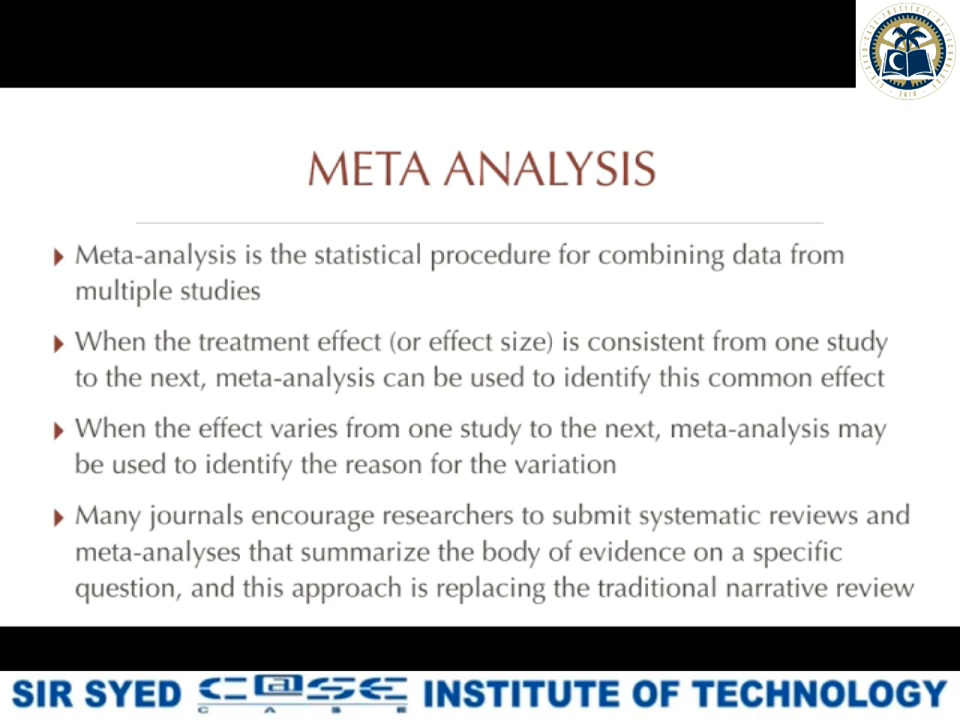 META ANALYSIS
Meta-analysis is the statistical procedure for combining data from
multiple studies
When the treatment effect (or effect size) is consistent from one study
to the next, meta-analysis can be used to identify this common effect
When the effect varies from one study to the next, meta-analysis may
be used to identify the reason for the variation
Many journals encourage researchers to submit systematic reviews and
meta-analyses that summarize the body of evidence on a specific
question, and this approach is replacing the traditional narrative review
SIR SYED C@SE INSTITUTE OF TECHNOLOGY
C A S E